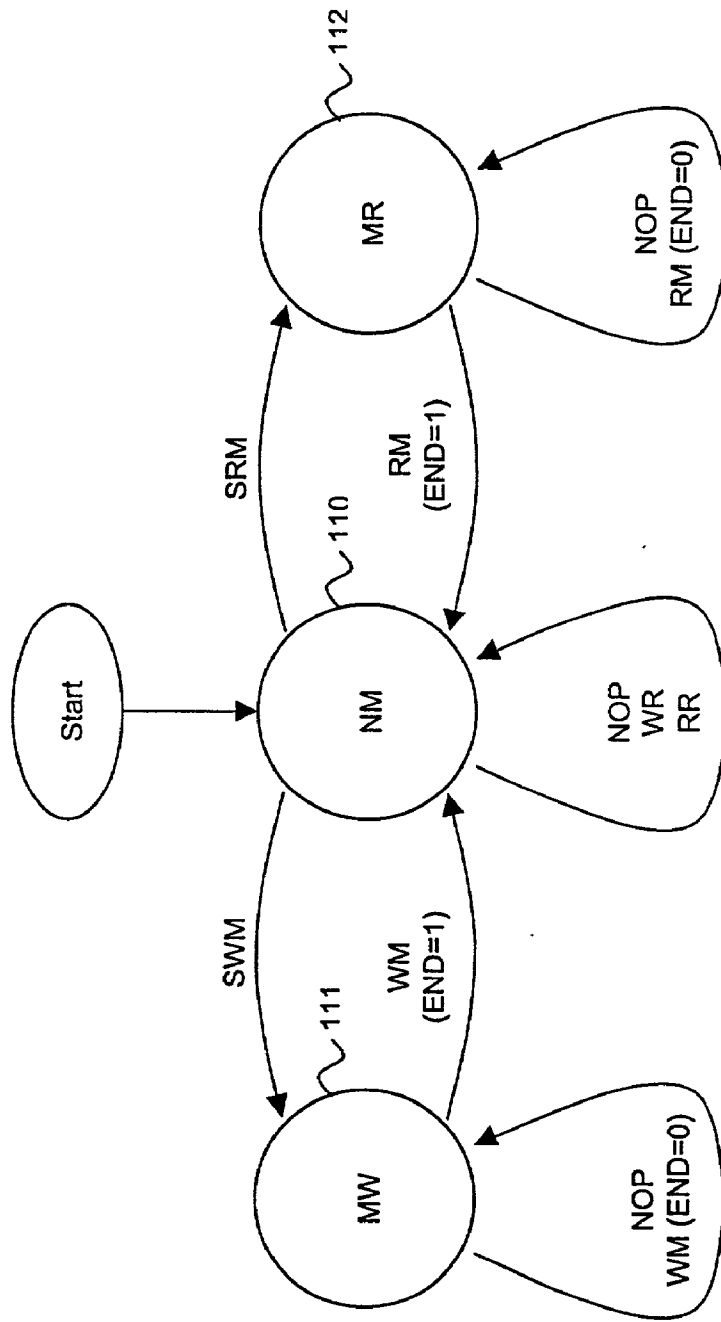 Start
SWM
SRM
111
110
112
MW
NM
MR
WM
(END=1)
RM
(END=1)
NOP
WM (END=0)
NOP
WR
RR
NOP
RM (END=0)